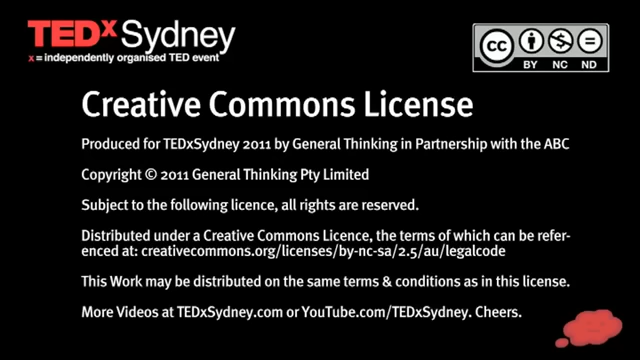 TEDxSydney
x = independently organised TED event
cc
BY NC ND
Creative Commons License
Produced for TEDxSydney 2011 by General Thinking in Partnership with the ABC
Copyright © 2011 General Thinking Pty Limited
Subject to the following licence, all rights are reserved.
Distributed under a Creative Commons Licence, the terms of which can be refer-
enced at: creativecommons.org/licenses/by-nc-sa/2.5/au/legalcode
This Work may be distributed on the same terms & conditions as in this license.
More Videos at TEDxSydney.com or YouTube.com/TEDxSydney. Cheers.